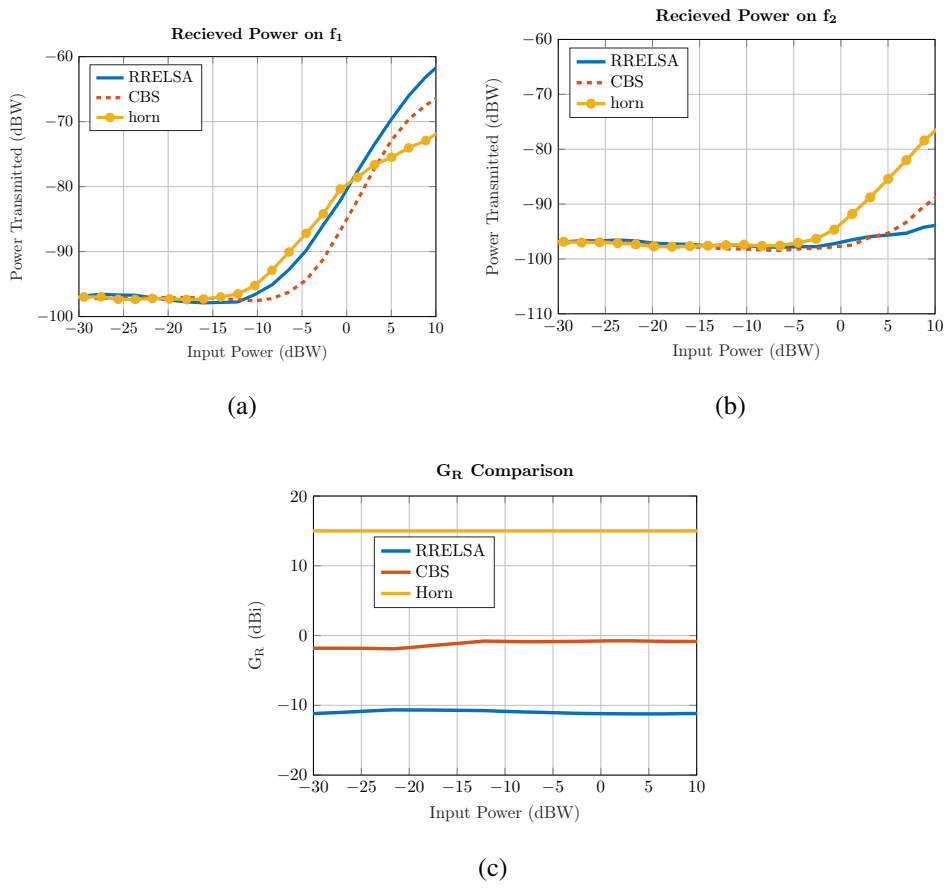 Recieved Power on f1
RRELSA
CBS
horn
Power Transmitted (dBW)
−60
−70
−80
−90
−100
−30 −25 −20 −15 −10 −5 0 5 10
Input Power (dBW)
(a)
Recieved Power on f2
RRELSA
CBS
horn
Power Transmitted (dBW)
−60
−70
−80
−90
−100
−110
−30 −25 −20 −15 −10 −5 0 5 10
Input Power (dBW)
(b)
GR Comparison
RRELSA
CBS
Horn
GR (dBi)
20
10
0
−10
−20
−30 −25 −20 −15 −10 −5 0 5 10
Input Power (dBW)
(c)